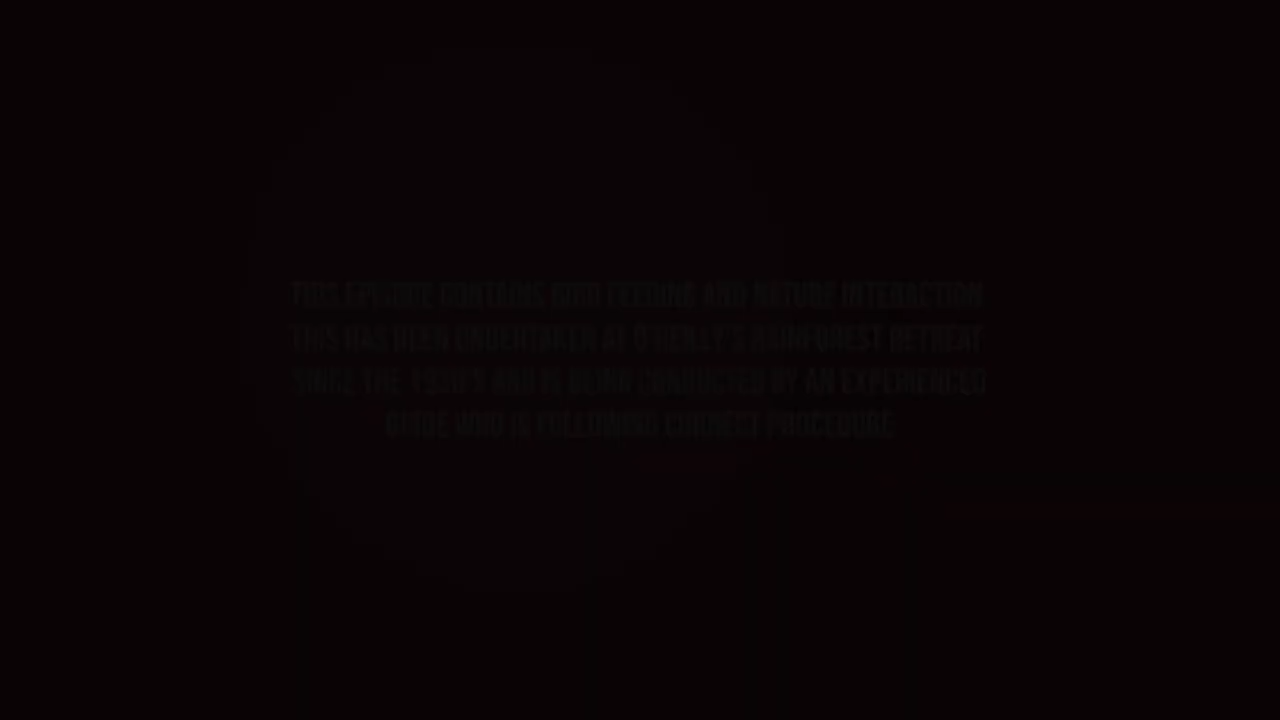 THIS EPISODE CONTAINS BIRD FEEDING AND NATURE INTERACTION
THIS HAS BEEN UNDERTAKEN AT O'REILLY'S RAINFOREST RETREAT
SINCE THE AND IS BEING CONDUCTED BY AN EXPERIENCED
GUIDE WHO IS FOLLOWING CORRECT PROCEDURE